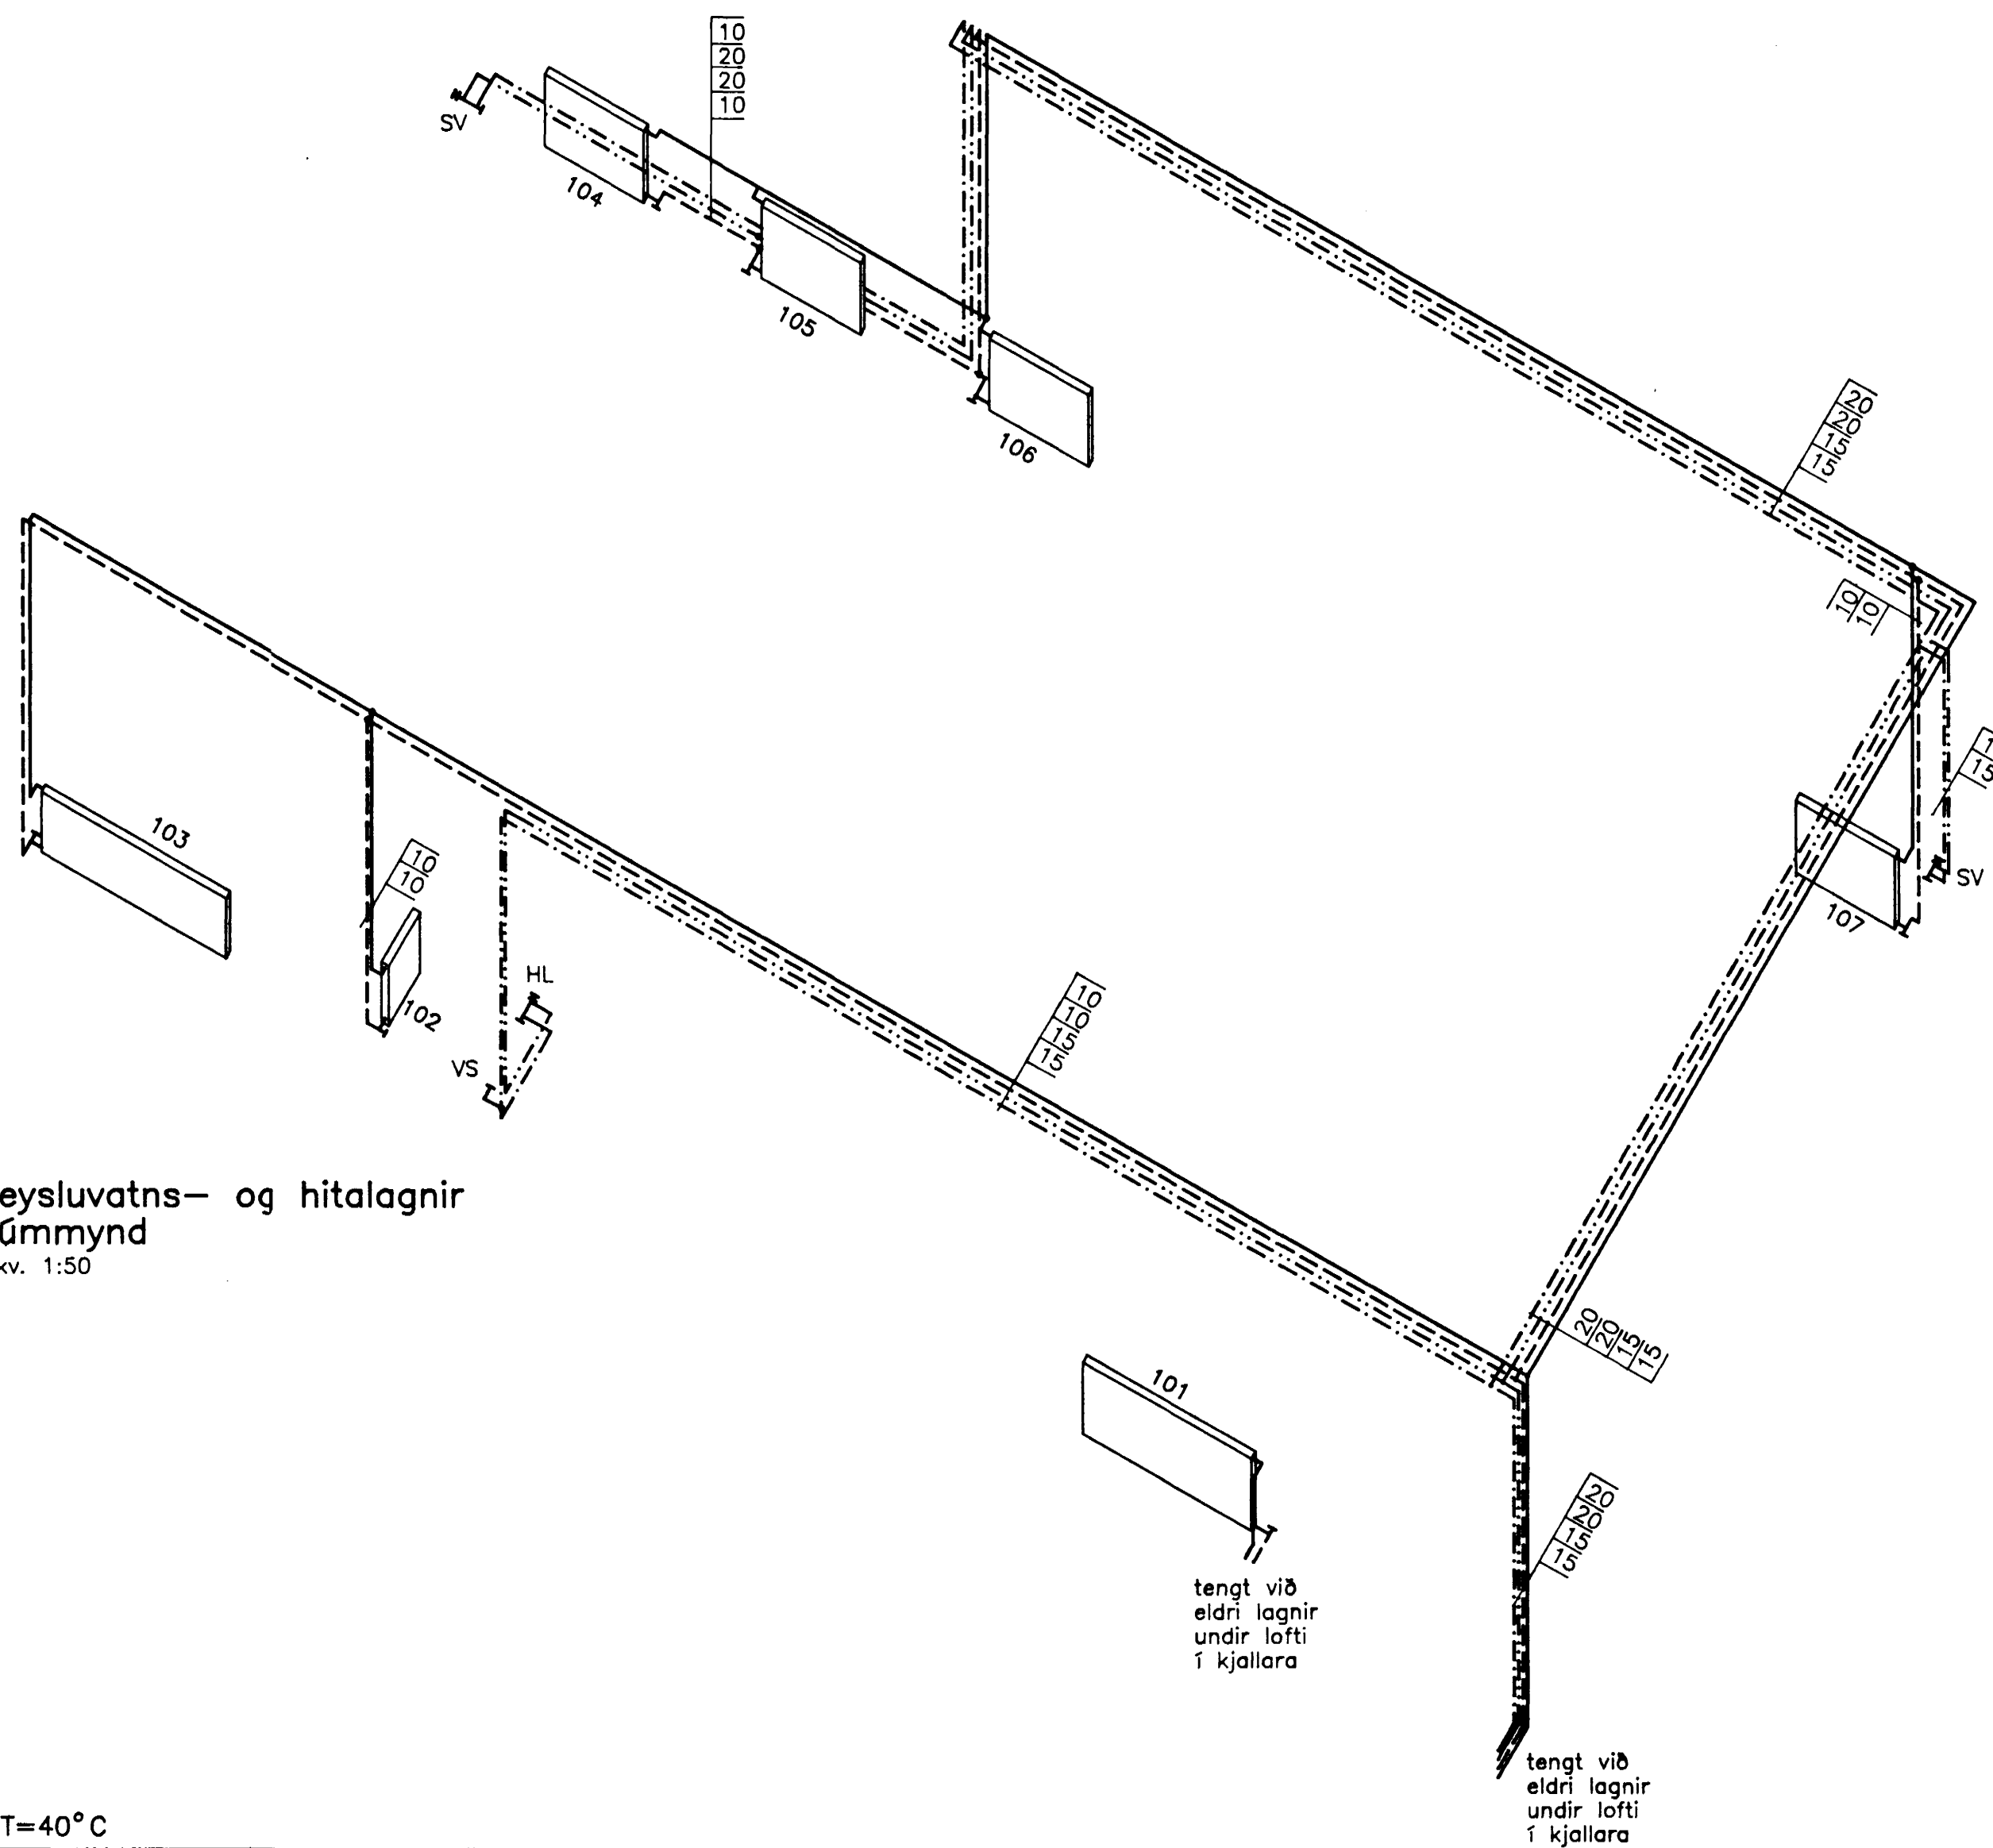 10
20
20
10
SV
104
105
106
20
20
15
15
10
10
15
SV
107
103
10
10
102
HL
VS
10
10
15
15
eysluvatns– og hitalagnir
úmmynd
kv. 1:50
20
20
15
15
101
20
20
15
15
tengt við
eldri lagnir
undir lofti
í kjallara
tengt við
eldri lagnir
undir lofti
í kjallara
T=40°C